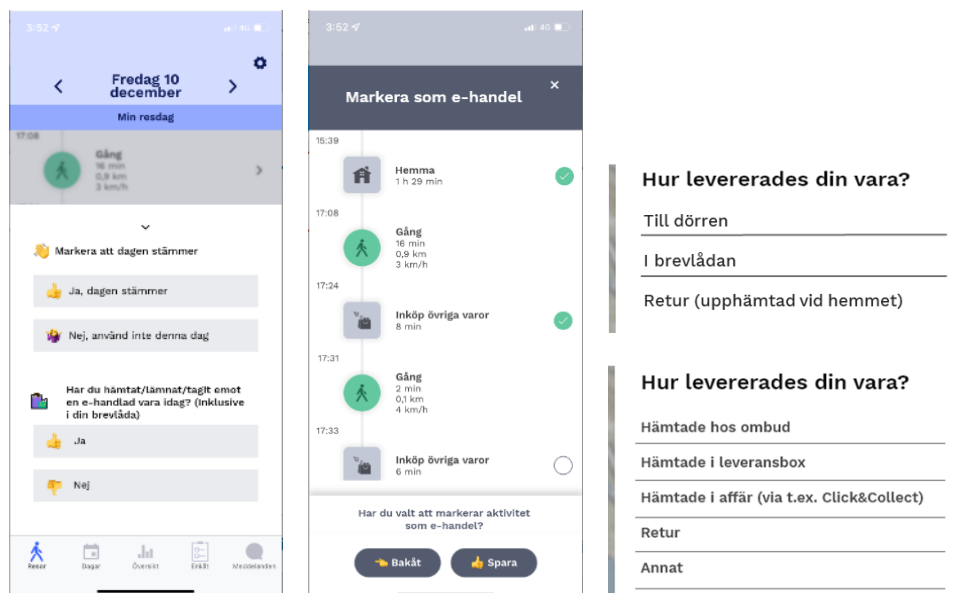 3:52
4G
Fredag 10
december
Min resdag
17:08
Gång
16 min
0,9 km
3 km/h
Markera att dagen stämmer
Ja, dagen stämmer
Nej, använd inte denna dag
Har du hämtat/lämnat/tagit emot
en e-handlad vara idag? (Inklusive
i din brevlåda)
Ja
Nej
Resor
Dagar
Översikt
Enkät
Meddelanden
3:52
4G
Markera som e-handel
15:39
Hemma
1 h 29 min
17:08
Gång
16 min
0,9 km
3 km/h
17:24
Inköp övriga varor
8 min
17:31
Gång
2 min
0,1 km
4 km/h
17:33
Inköp övriga varor
6 min
Har du valt att markerar aktivitet
som e-handel?
Bakåt
Spara
Hur levererades din vara?
Till dörren
I brevlådan
Retur (upphämtad vid hemmet)
Hur levererades din vara?
Hämtade hos ombud
Hämtade i leveransbox
Hämtade i affär (via t.ex. Click&Collect)
Retur
Annat